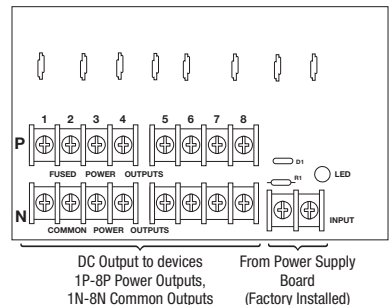 1 2 3 4 5 6 7 8
P
FUSED POWER OUTPUTS
D1
R1
LED
N
INPUT
COMMON POWER OUTPUTS
DC Output to devices
1P-8P Power Outputs,
1N-8N Common Outputs
From Power Supply
Board
(Factory Installed)